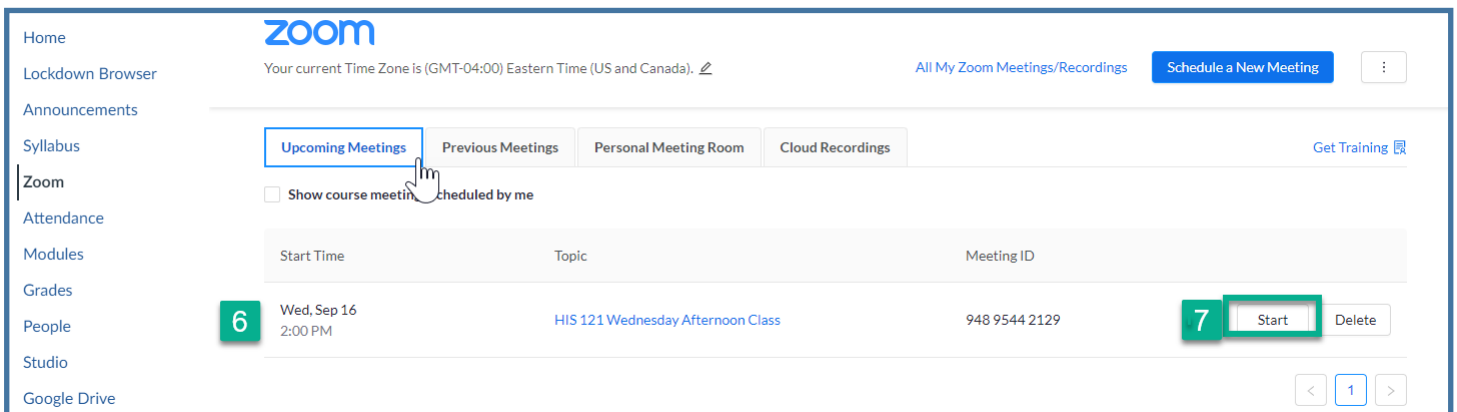 Home
Lockdown Browser
Announcements
Syllabus
Zoom
Attendance
Modules
Grades
People
Studio
Google Drive
zoom
Your current Time Zone is (GMT-04:00) Eastern Time (US and Canada).
All My Zoom Meetings/Recordings
Schedule a New Meeting
Upcoming Meetings
Previous Meetings
Personal Meeting Room
Cloud Recordings
Get Training
Show course meetin cheduled by me
Start Time Topic Meeting ID
6
Wed, Sep 16
2:00 PM
HIS 121 Wednesday Afternoon Class
948 9544 2129
7
Start
Delete
< 1 >